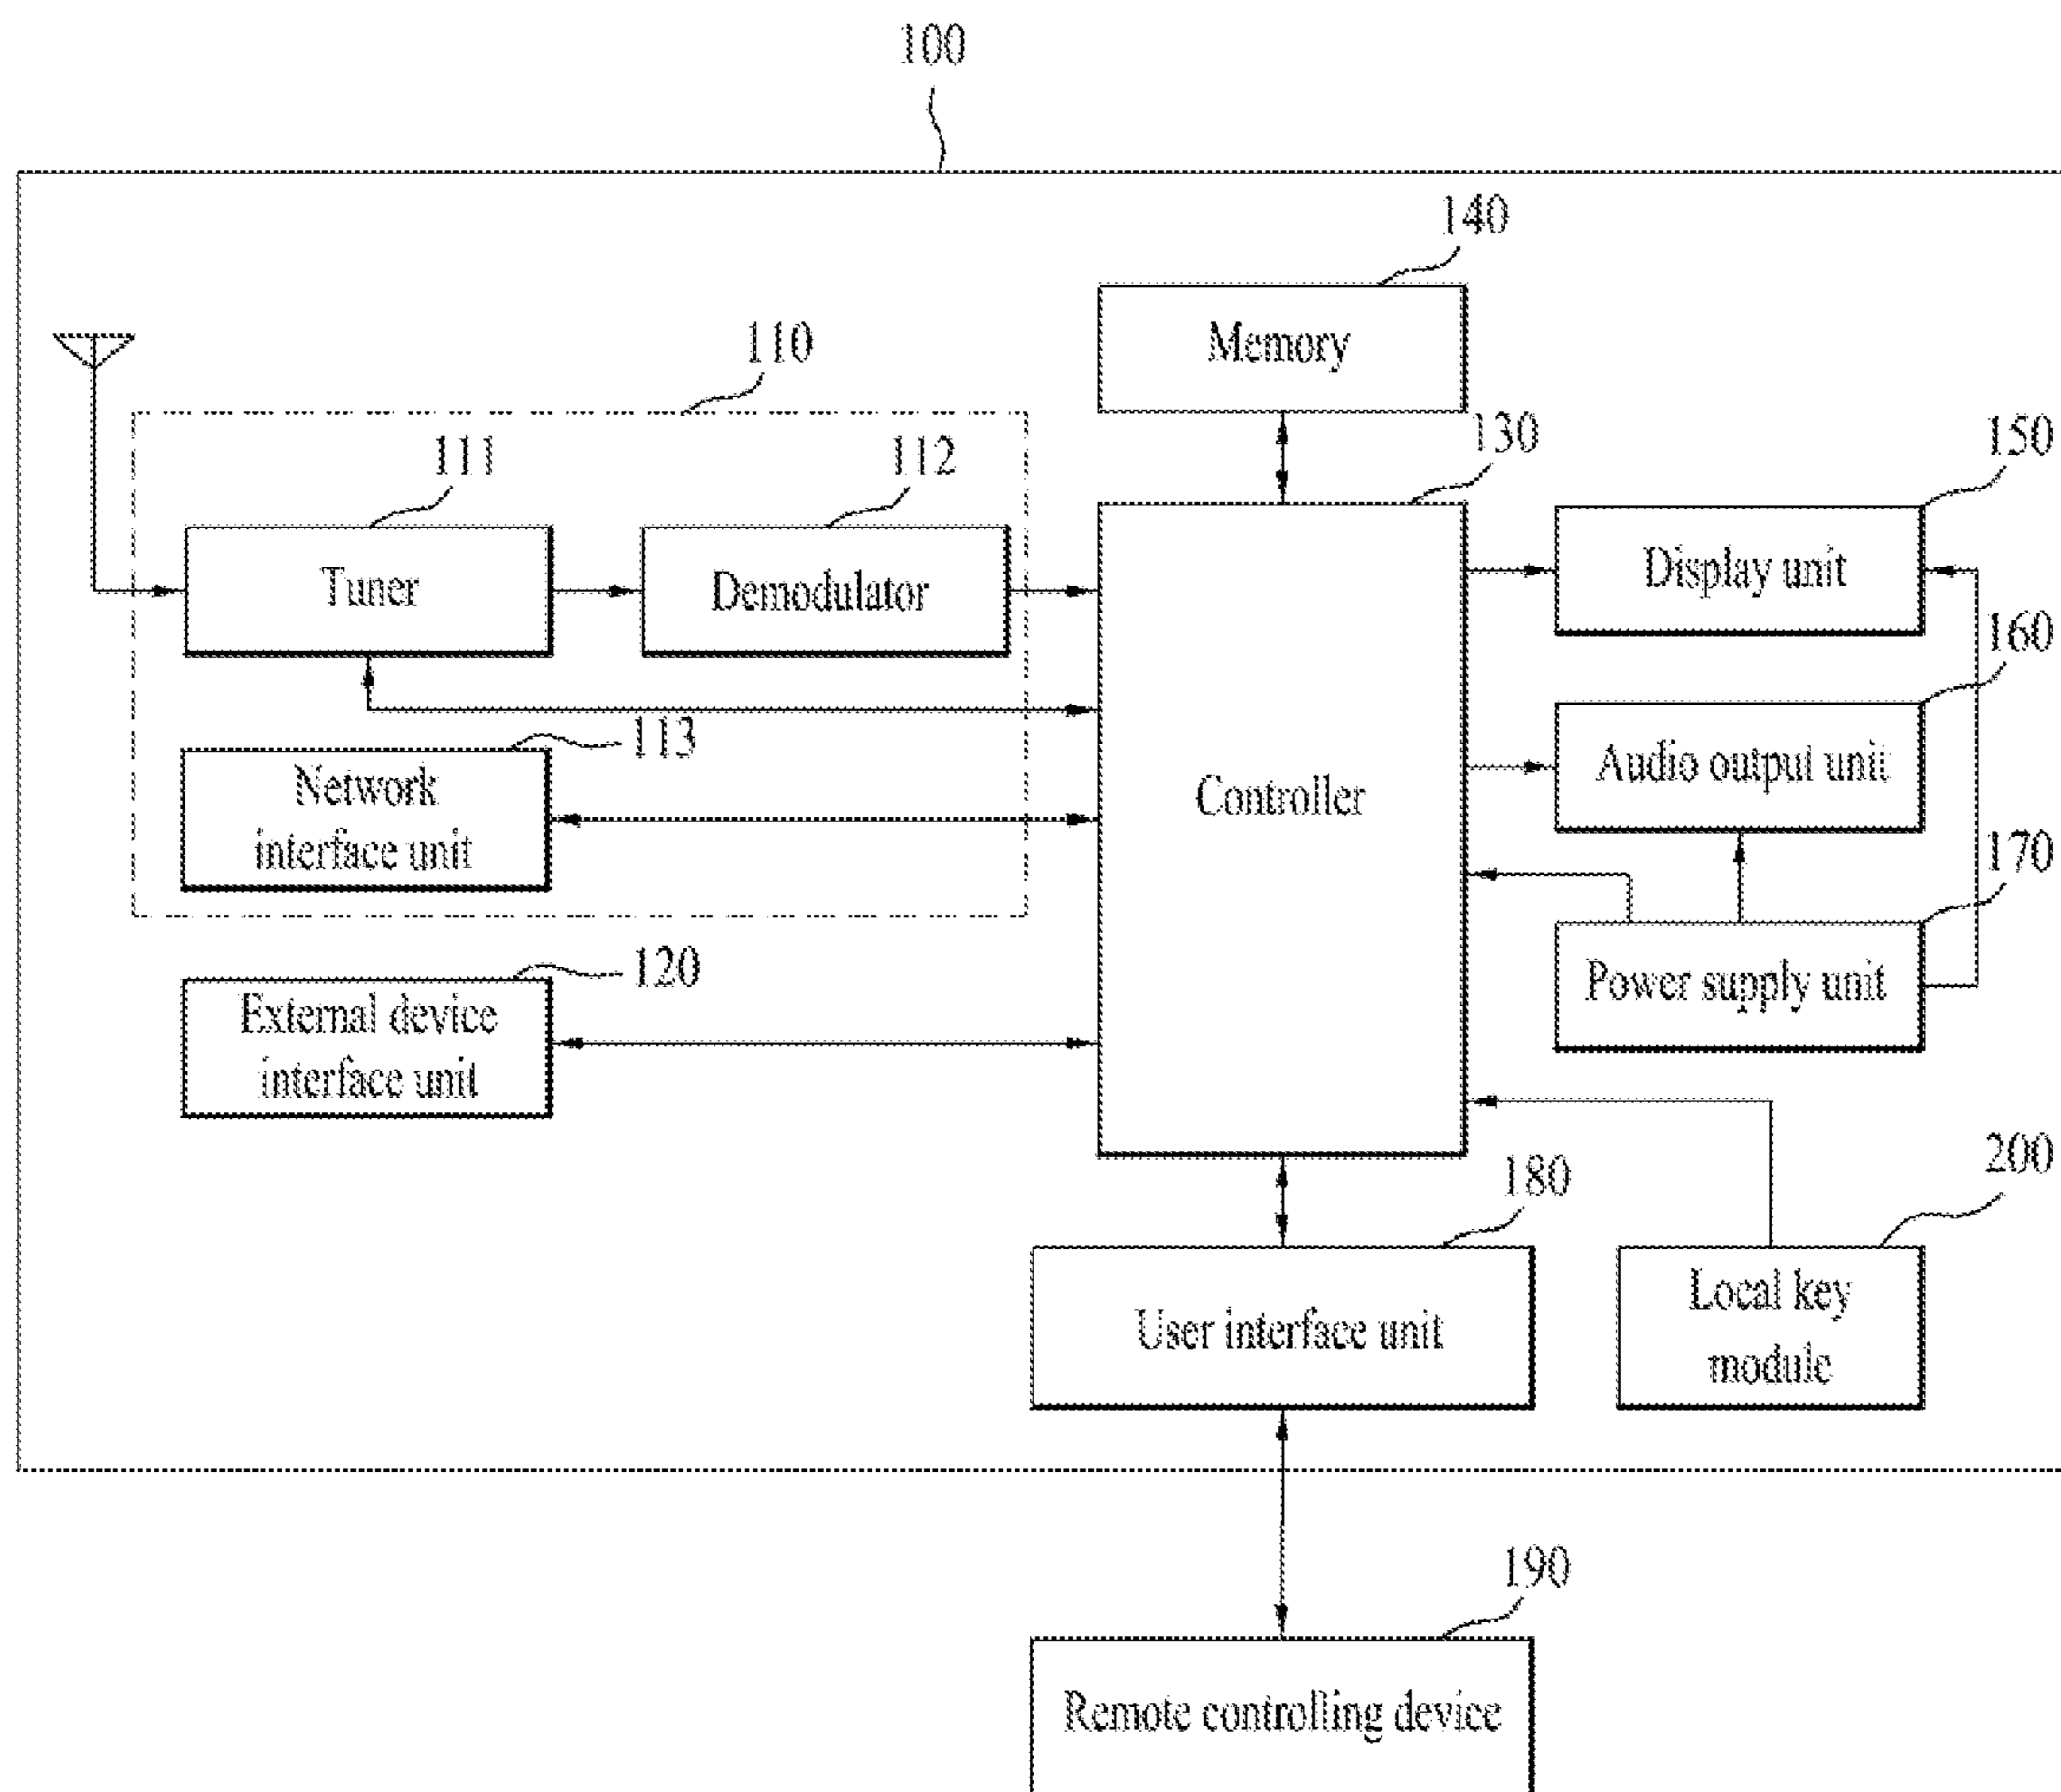 100
140
Memory
110
130
150
111
112
Tuner
Demodulator
Display unit
160
113
Network
interface unit
Controller
Audio output unit
170
120
External device
interface unit
Power supply unit
180
200
User interface unit
Local key
module
190
Remote controlling device